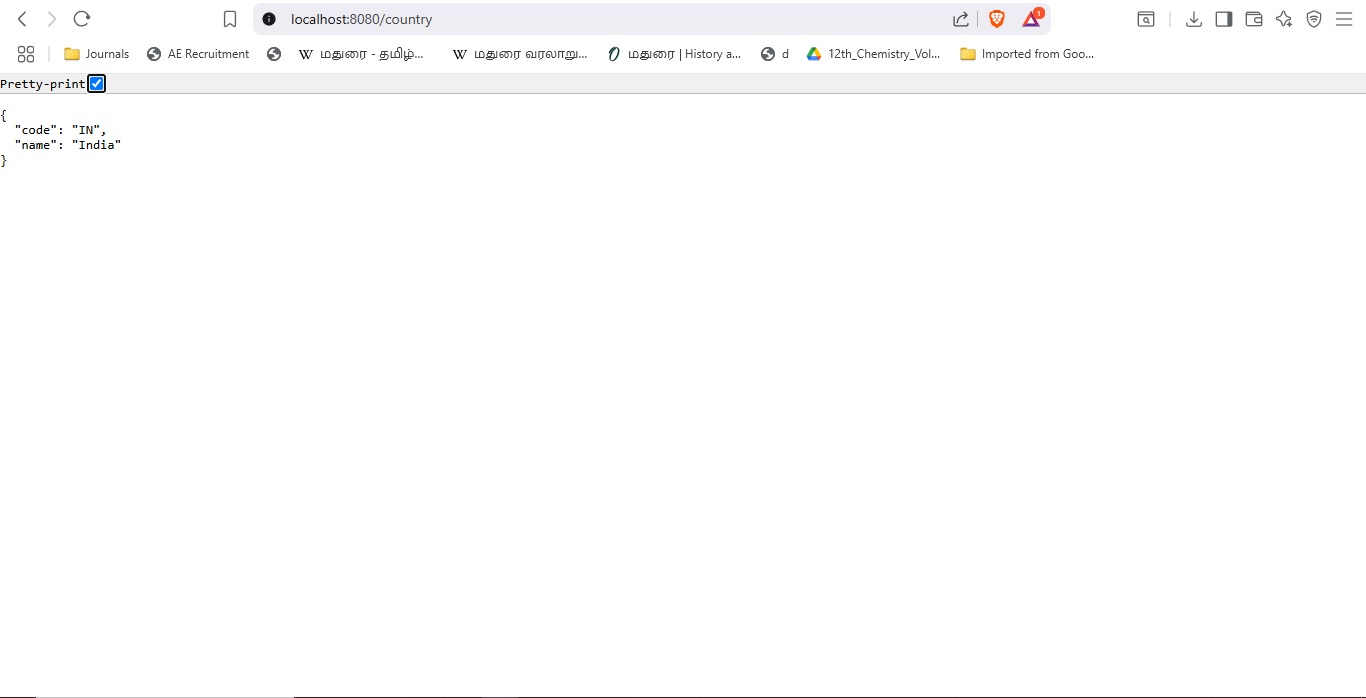 localhost:8080/country
1
Journals AE Recruitment மதுரை - தமிழ்... மதுரை வரலாறு... மதுரை | History a... d 12th_Chemistry_Vol... Imported from Goo...
Pretty-print
{
  "code": "IN",
  "name": "India"
}